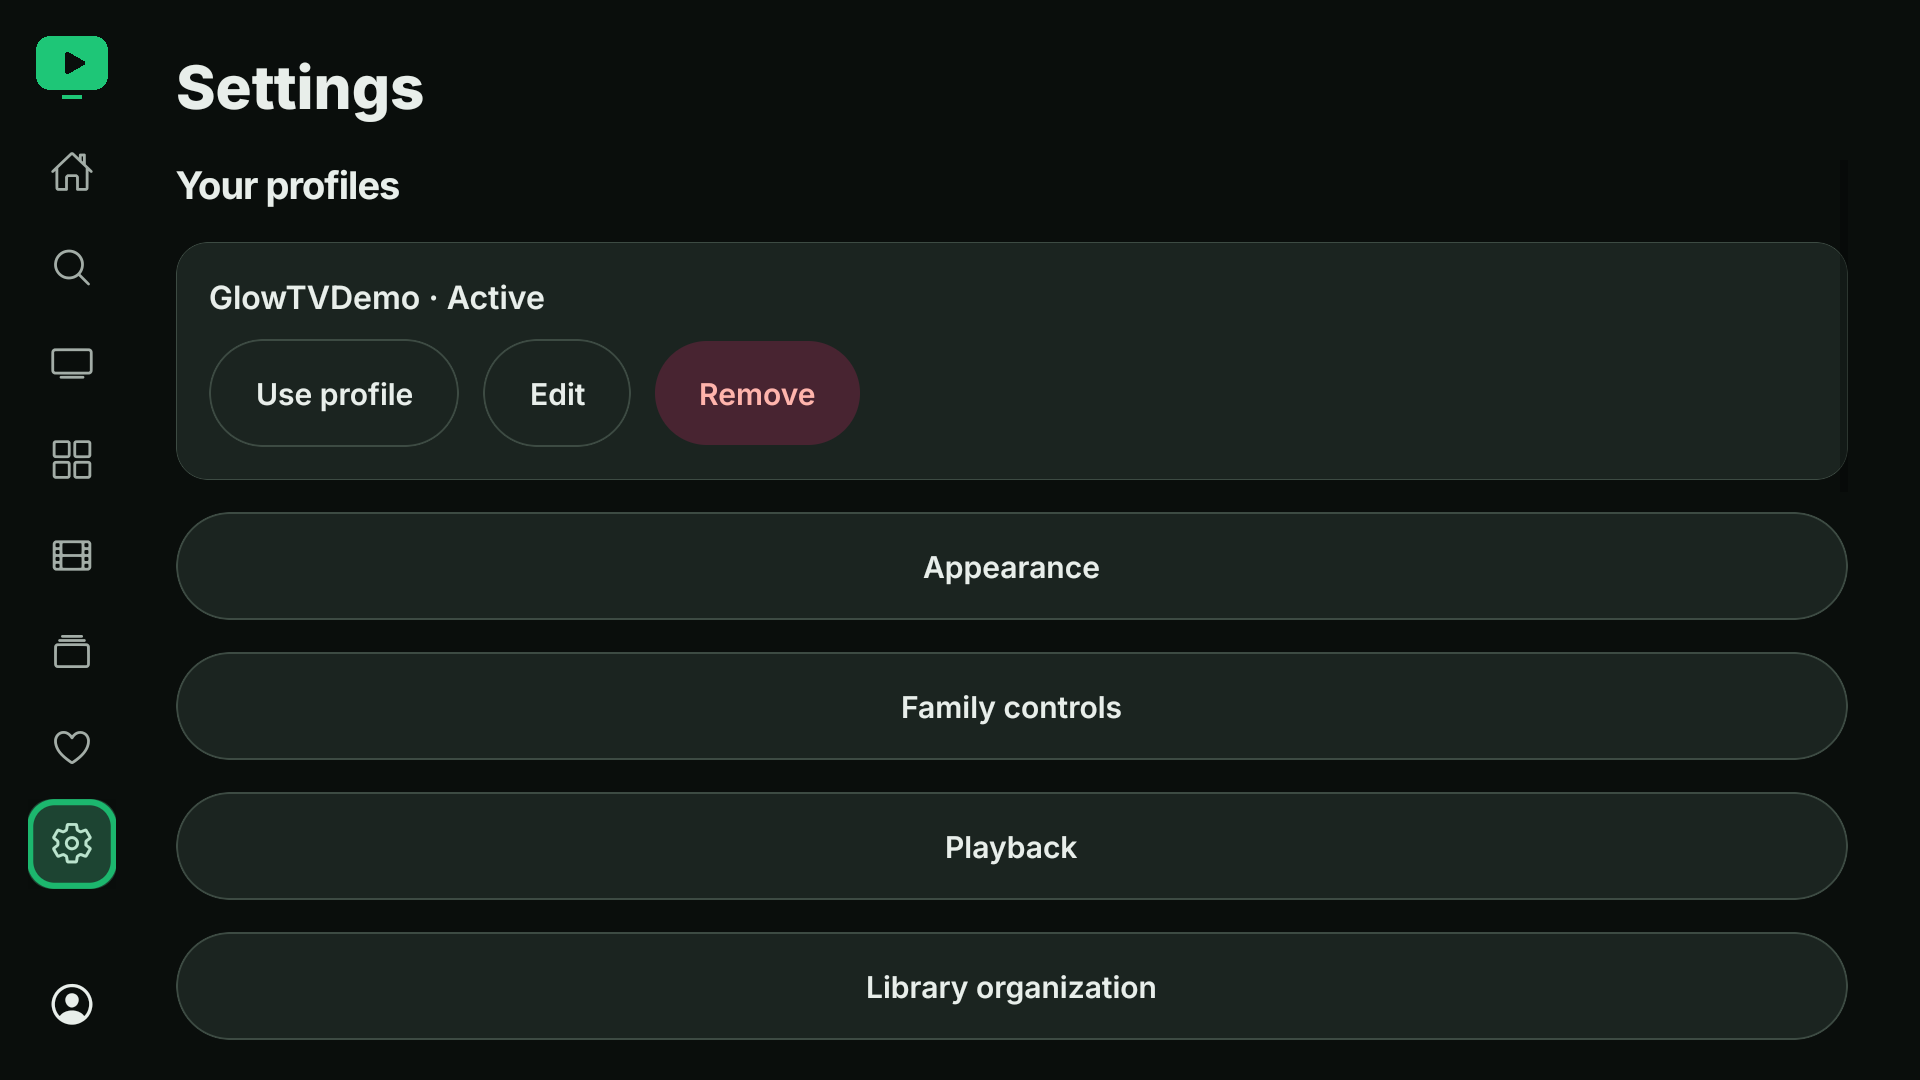 Settings
Your profiles
GlowTVDemo · Active
Use profile
Edit
Remove
Appearance
Family controls
Playback
Library organization